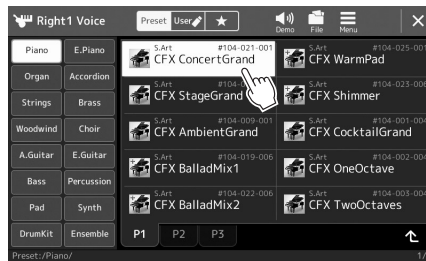 Right1 Voice
Preset User ★
Demo File Menu
Piano E.Piano
Organ Accordion
Strings Brass
Woodwind Choir
A.Guitar E.Guitar
Bass Percussion
Pad Synth
DrumKit Ensemble
S.Art #104-021-001
CFX ConcertGrand
S.Art #104-025-001
CFX WarmPad
S.Art
CFX StageGrand
S.Art #104-023-006
CFX Shimmer
S.Art #104-009-001
CFX AmbientGrand
S.Art #104-016-004
CFX CocktailGrand
S.Art #104-019-006
CFX BalladMix1
S.Art #104-002-004
CFX OneOctave
S.Art #104-022-006
CFX BalladMix2
S.Art #104-003-004
CFX TwoOctaves
P1 P2 P3
Preset:/Piano/